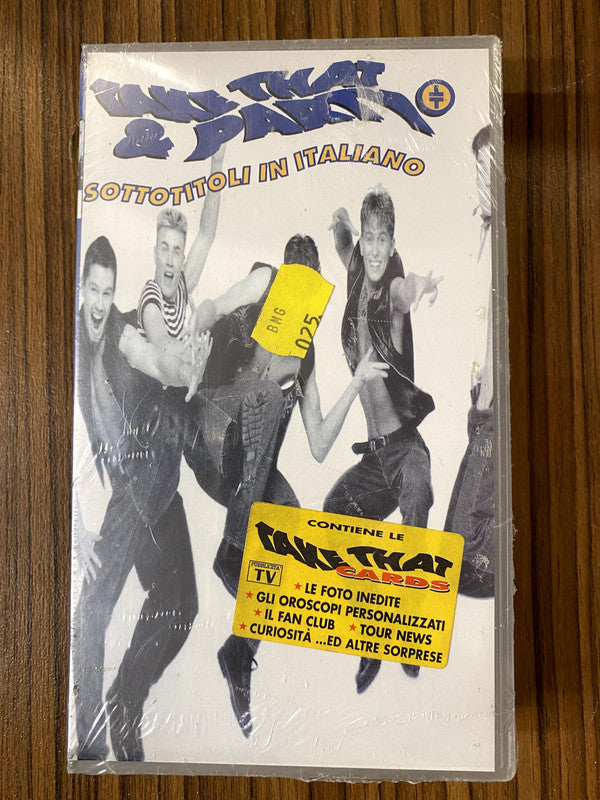 TAKE THAT
& PARTY
SOTTOTITOLI IN ITALIANO
BMG
025
CONTIENE LE
TAKE THAT
CARDS
PUBBLICITÀ
TV
★ LE FOTO INEDITE
★ GLI OROSCOPI PERSONALIZZATI
★ IL FAN CLUB ★ TOUR NEWS
★ CURIOSITÀ ...ED ALTRE SORPRESE